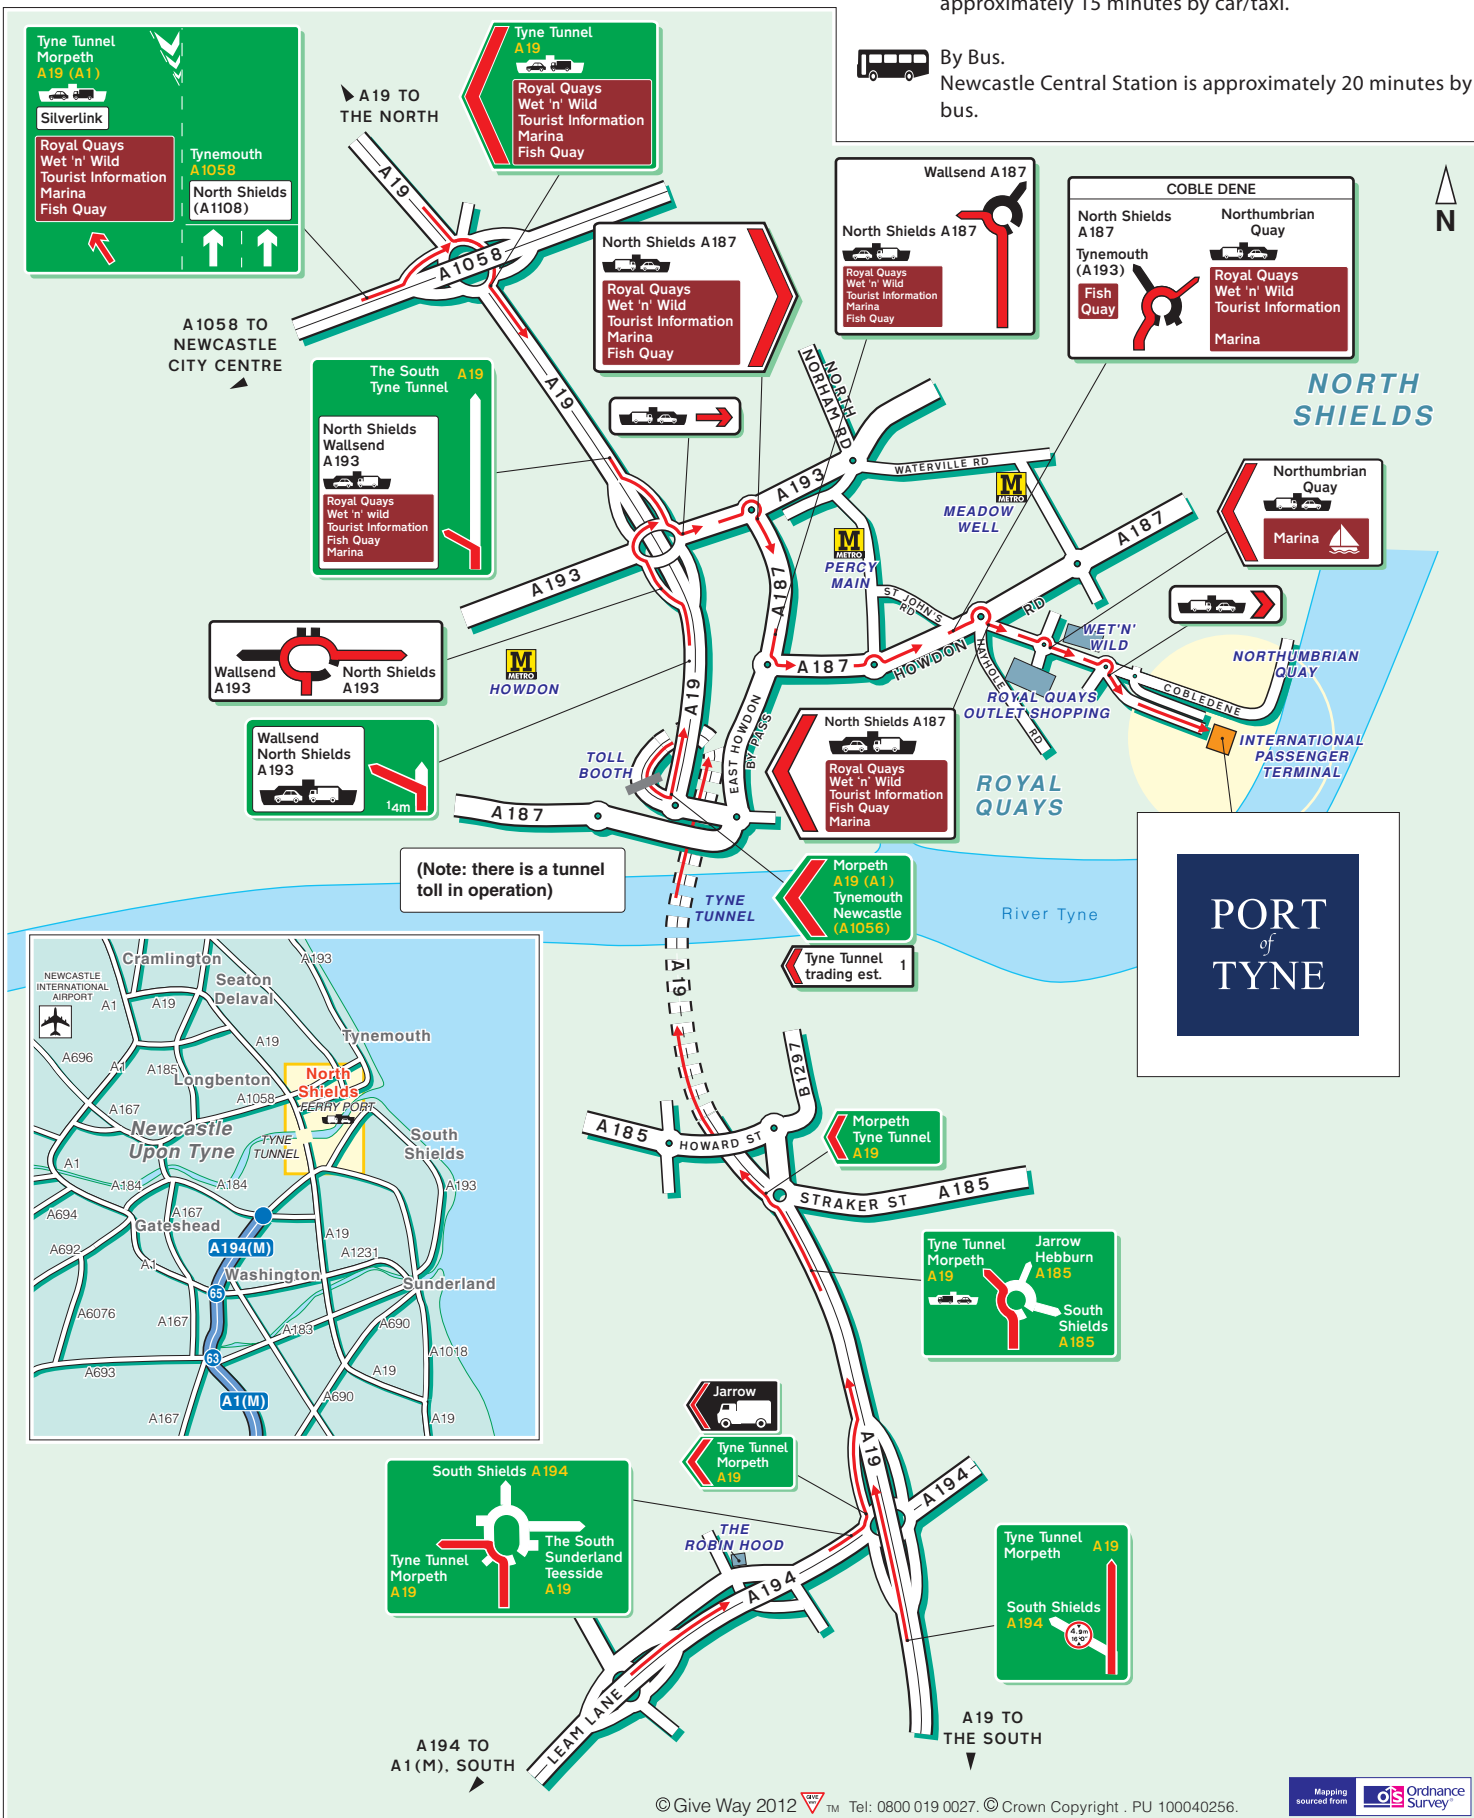 approximately 15 minutes by car/taxi.
By Bus.
Newcastle Central Station is approximately 20 minutes by
bus.
Tyne Tunnel
Morpeth
A19 (A1)
Silverlink
Royal Quays
Wet 'n' Wild
Tourist Information
Marina
Fish Quay
Tynemouth
A1058
North Shields
(A1108)
A19 TO
THE NORTH
Tyne Tunnel
A19
Royal Quays
Wet 'n' Wild
Tourist Information
Marina
Fish Quay
A19
A1058
A1058 TO
NEWCASTLE
CITY CENTRE
North Shields A187
Royal Quays
Wet 'n' Wild
Tourist Information
Marina
Fish Quay
Wallsend A187
North Shields A187
Royal Quays
Wet 'n' Wild
Tourist Information
Marina
Fish Quay
COBLE DENE
North Shields
A187
Tynemouth
(A193)
Fish
Quay
Northumbrian
Quay
Royal Quays
Wet 'n' Wild
Tourist Information
Marina
N
NORTH
SHIELDS
The South
Tyne Tunnel
A19
North Shields
Wallsend
A193
Royal Quays
Wet 'n' wild
Tourist Information
Fish Quay
Marina
A19
NORTH
NORHAM RD
A193
WATERVILLE RD
METRO
MEADOW
WELL
METRO
PERCY
MAIN
A187
Northumbrian
Quay
Marina
A193
A187
ST JOHN'S
RD
HOWDON
RD
WET'N'
WILD
HAYHOLE
RD
NORTHUMBRIAN
QUAY
COBLEDENE
ROYAL QUAYS
OUTLET SHOPPING
INTERNATIONAL
PASSENGER
TERMINAL
Wallsend
A193
North Shields
A193
METRO
HOWDON
A187
A19
Wallsend
North Shields
A193
1/4m
TOLL
BOOTH
EAST HOWDON
BY PASS
North Shields A187
Royal Quays
Wet 'n' Wild
Tourist Information
Fish Quay
Marina
ROYAL
QUAYS
A187
(Note: there is a tunnel
toll in operation)
TYNE
TUNNEL
Morpeth
A19 (A1)
Tynemouth
Newcastle
(A1056)
Tyne Tunnel
trading est.
1
River Tyne
PORT
of
TYNE
A19
Cramlington
A193
NEWCASTLE
INTERNATIONAL
AIRPORT
Seaton
Delaval
A1
A19
A19
Tynemouth
A696
A1
A185
Longbenton
North
Shields
FERRY PORT
A1058
A167
Newcastle
Upon Tyne
TYNE
TUNNEL
South
Shields
A1
A184
A184
A193
A694
A167
Gateshead
A19
A692
A1
A194(M)
A1231
Washington
Sunderland
65
A6076
A167
A183
A690
63
A1018
A693
A19
A1(M)
A690
A167
A19
B1297
A185
HOWARD ST
Morpeth
Tyne Tunnel
A19
STRAKER ST
A185
Tyne Tunnel
Morpeth
A19
Jarrow
Hebburn
A185
South
Shields
A185
Jarrow
Tyne Tunnel
Morpeth
A19
A19
A194
South Shields A194
Tyne Tunnel
Morpeth
A19
The South
Sunderland
Teesside
A19
THE
ROBIN HOOD
A194
Tyne Tunnel
Morpeth
A19
South Shields
A194
4.9m
16'0"
LEAM LANE
A194 TO
A1(M), SOUTH
A19 TO
THE SOUTH
© Give Way 2012 GIVE WAY TM Tel: 0800 019 0027. © Crown Copyright . PU 100040256.
Mapping
sourced from
OS
Ordnance
Survey